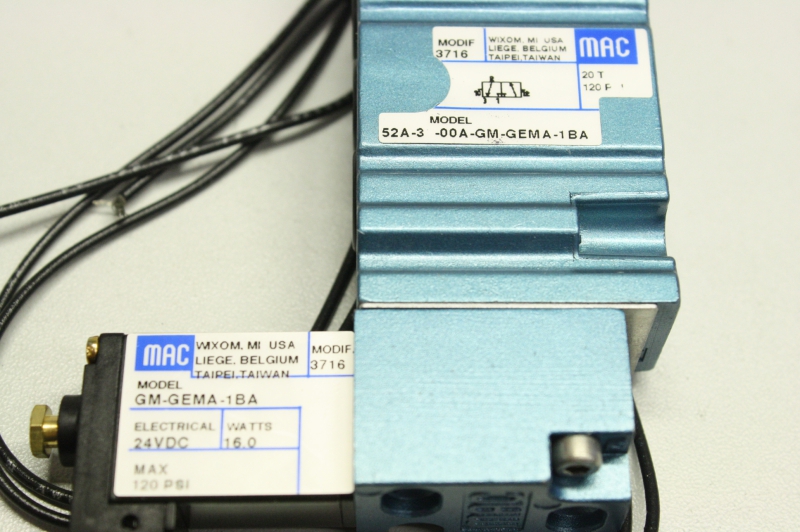 MODIF
3716
WIXOM, MI USA
LIEGE. BELGIUM
TAIPEI,TAIWAN
MAC
20 T
120
MODEL
52A-3 -00A-GM-GEMA-1BA
MAC
WIXOM. MI USA
LIEGE. BELGIUM
TAIPEI,TAIWAN
MODIF.
3716
MODEL
GM-GEMA-1BA
ELECTRICAL
24VDC
WATTS
16.0
MAX
120 PSI